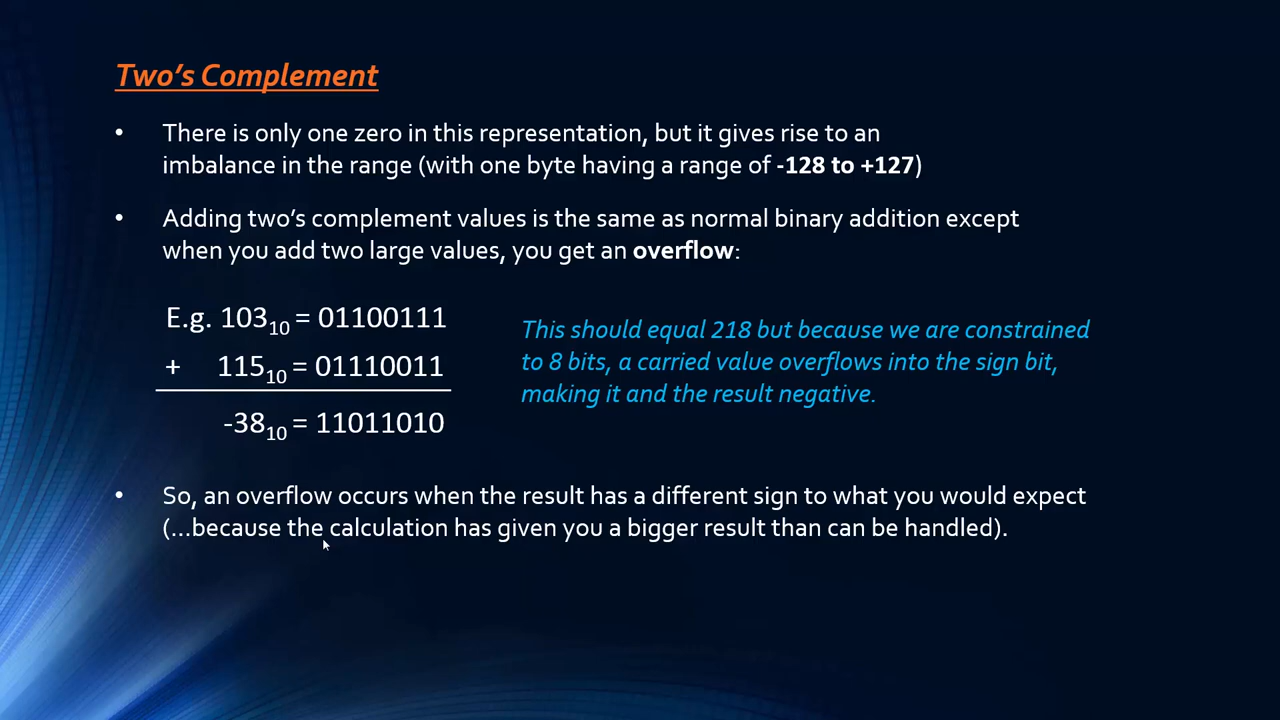 Two's Complement
• There is only one zero in this representation, but it gives rise to an
imbalance in the range (with one byte having a range of -128 to +127)
• Adding two's complement values is the same as normal binary addition except
when you add two large values, you get an overflow:
E.g. 103₁₀ = 01100111
+ 115₁₀ = 01110011
-38₁₀ = 11011010
This should equal 218 but because we are constrained
to 8 bits, a carried value overflows into the sign bit,
making it and the result negative.
• So, an overflow occurs when the result has a different sign to what you would expect
(...because the calculation has given you a bigger result than can be handled).